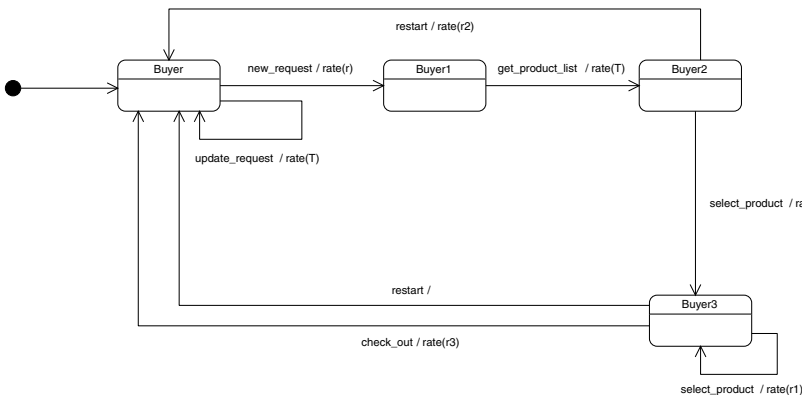 restart / rate(r2)
Buyer
new_request / rate(r)
Buyer1
get_product_list / rate(T)
Buyer2
update_request / rate(T)
select_product / ra
restart /
Buyer3
check_out / rate(r3)
select_product / rate(r1)